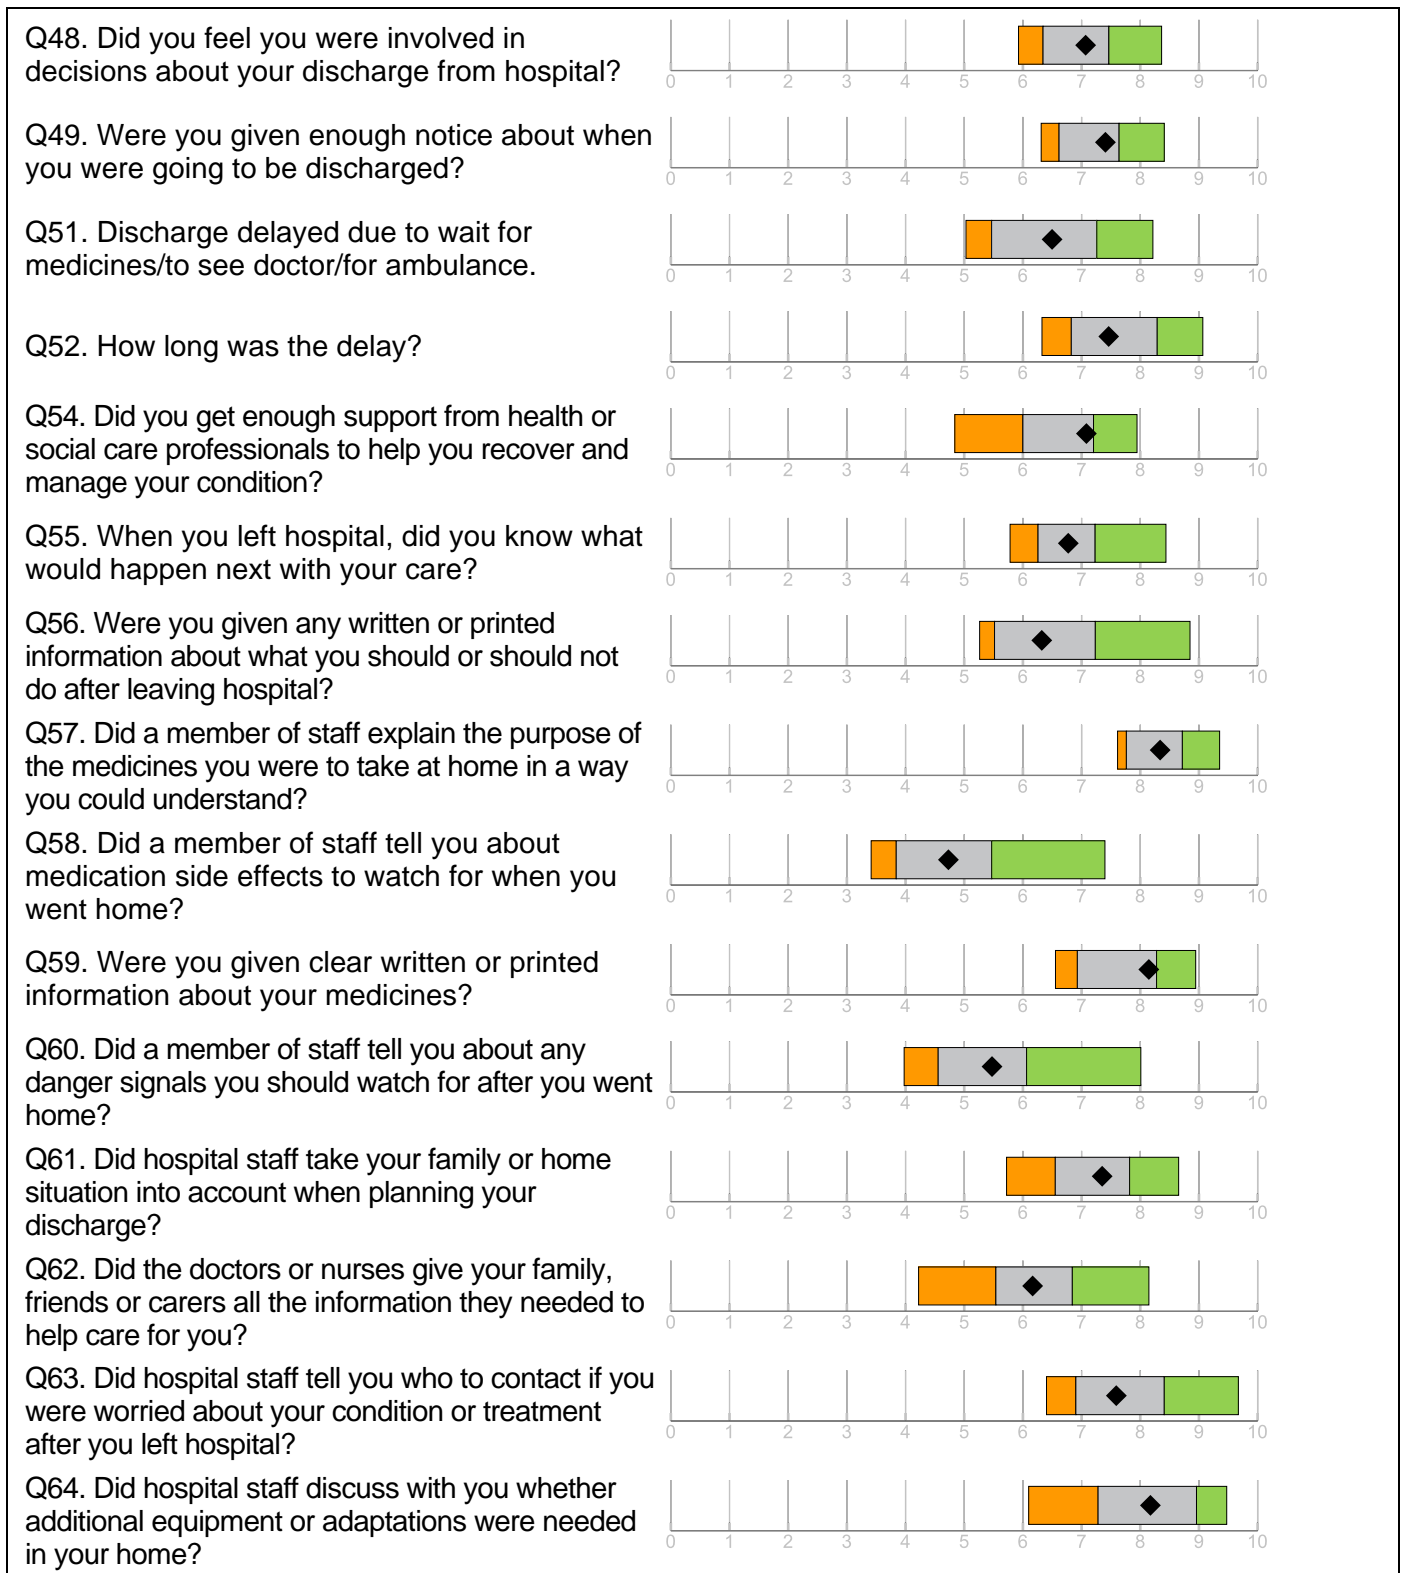 Q48. Did you feel you were involved in
decisions about your discharge from hospital?
0 1 2 3 4 5 6 7 8 9 10
Q49. Were you given enough notice about when
you were going to be discharged?
0 1 2 3 4 5 6 7 8 9 10
Q51. Discharge delayed due to wait for
medicines/to see doctor/for ambulance.
0 1 2 3 4 5 6 7 8 9 10
Q52. How long was the delay?
0 1 2 3 4 5 6 7 8 9 10
Q54. Did you get enough support from health or
social care professionals to help you recover and
manage your condition?
0 1 2 3 4 5 6 7 8 9 10
Q55. When you left hospital, did you know what
would happen next with your care?
0 1 2 3 4 5 6 7 8 9 10
Q56. Were you given any written or printed
information about what you should or should not
do after leaving hospital?
0 1 2 3 4 5 6 7 8 9 10
Q57. Did a member of staff explain the purpose of
the medicines you were to take at home in a way
you could understand?
0 1 2 3 4 5 6 7 8 9 10
Q58. Did a member of staff tell you about
medication side effects to watch for when you
went home?
0 1 2 3 4 5 6 7 8 9 10
Q59. Were you given clear written or printed
information about your medicines?
0 1 2 3 4 5 6 7 8 9 10
Q60. Did a member of staff tell you about any
danger signals you should watch for after you went
home?
0 1 2 3 4 5 6 7 8 9 10
Q61. Did hospital staff take your family or home
situation into account when planning your
discharge?
0 1 2 3 4 5 6 7 8 9 10
Q62. Did the doctors or nurses give your family,
friends or carers all the information they needed to
help care for you?
0 1 2 3 4 5 6 7 8 9 10
Q63. Did hospital staff tell you who to contact if you
were worried about your condition or treatment
after you left hospital?
0 1 2 3 4 5 6 7 8 9 10
Q64. Did hospital staff discuss with you whether
additional equipment or adaptations were needed
in your home?
0 1 2 3 4 5 6 7 8 9 10